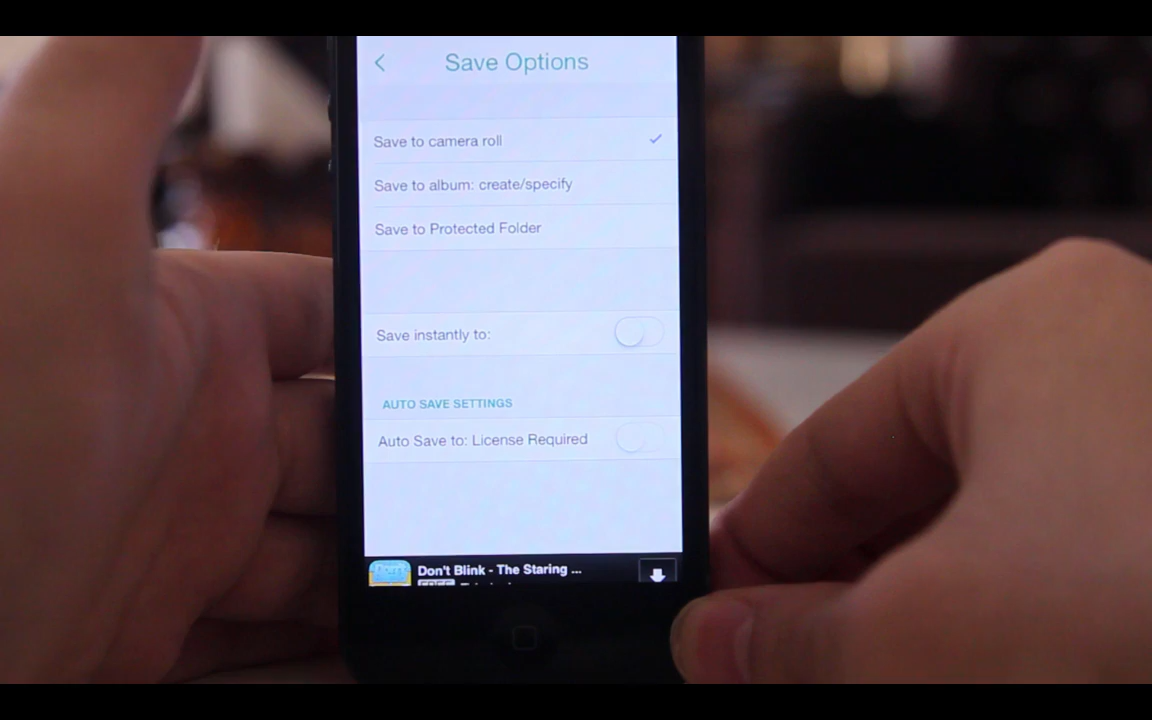 Save Options
Save to camera roll
Save to album: create/specify
Save to Protected Folder
Save instantly to:
AUTO SAVE SETTINGS
Auto Save to: License Required
Don't Blink - The Staring ...
FREE